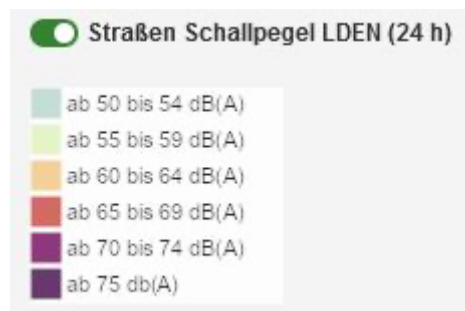 Straßen Schallpegel LDEN (24 h)
ab 50 bis 54 dB(A)
ab 55 bis 59 dB(A)
ab 60 bis 64 dB(A)
ab 65 bis 69 dB(A)
ab 70 bis 74 dB(A)
ab 75 db(A)